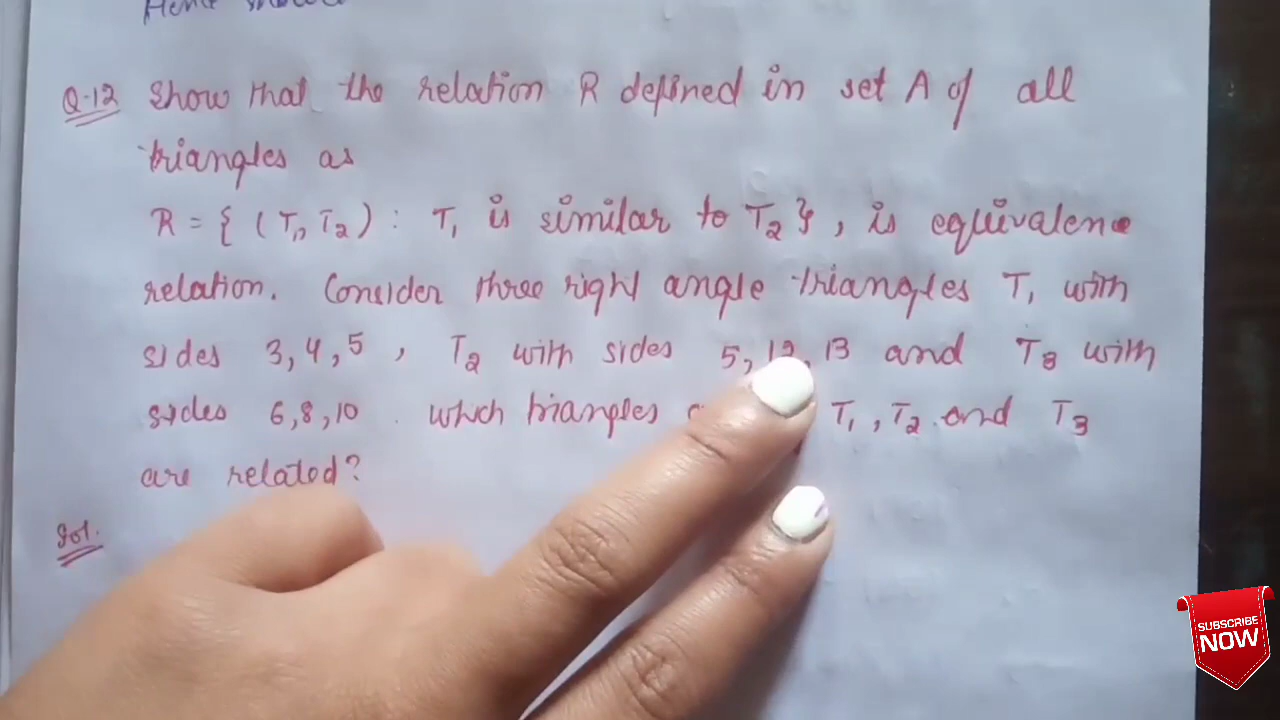 Q.12 Show that the relation R defined in set A of all
triangles as
R = { (T1, T2) : T1 is similar to T2 } , is equivalence
relation. Consider three right angle triangles T1 with
sides 3, 4, 5 , T2 with sides 5, 12, 13 and T3 with
sides 6, 8, 10 . which triangles T1 , T2 and T3
are related?
Sol.
SUBSCRIBE
NOW